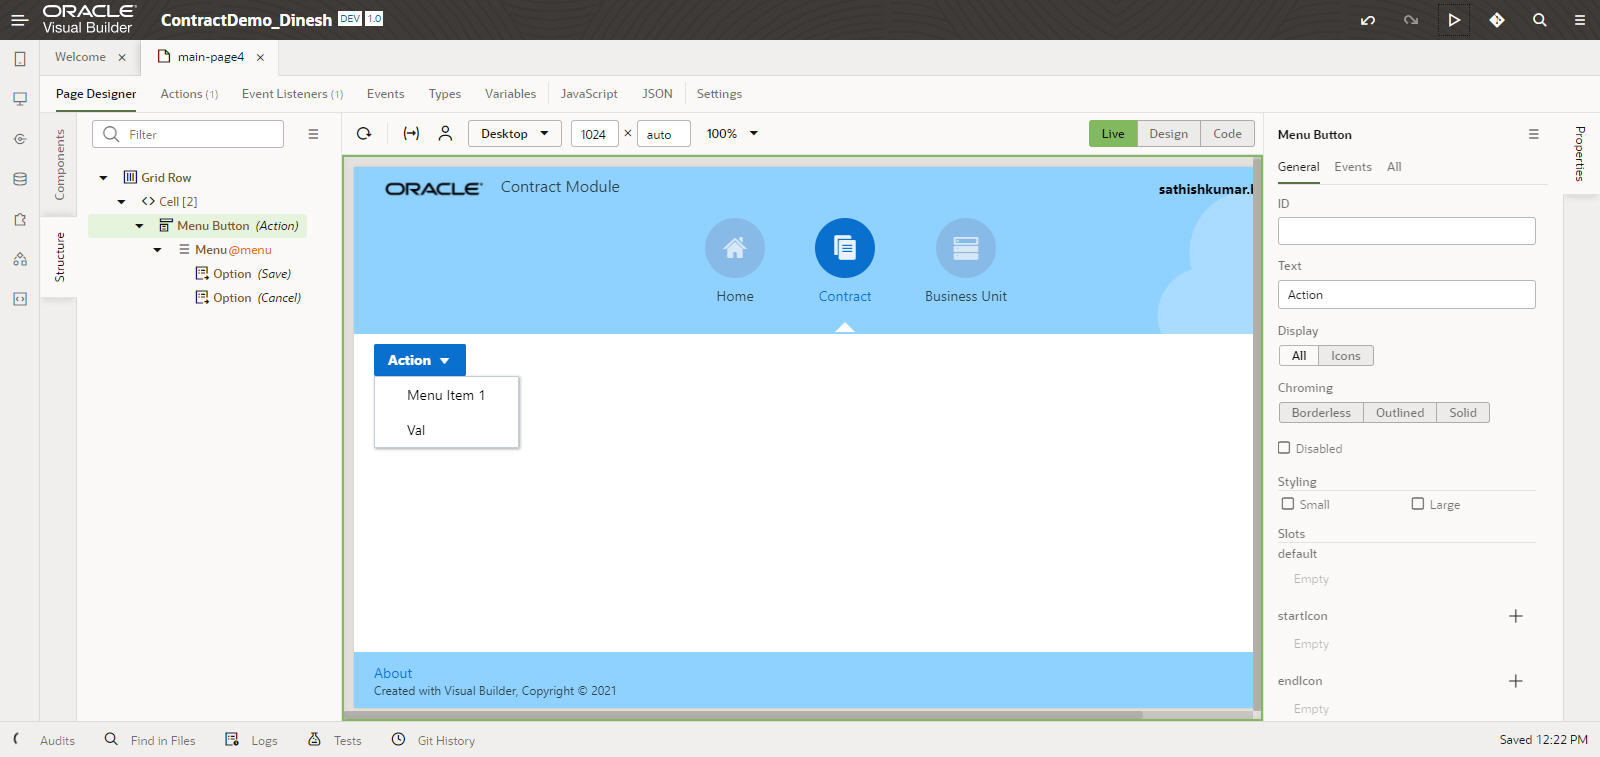 ORACLE
Visual Builder
ContractDemo_Dinesh DEV 1.0
Welcome ×
main-page4 ×
Page Designer Actions (1) Event Listeners (1) Events Types Variables JavaScript JSON Settings
Components
Structure
Filter
Grid Row
Cell [2]
Menu Button (Action)
Menu @menu
Option (Save)
Option (Cancel)
Desktop 1024 × auto 100%
Live Design Code
ORACLE Contract Module
sathishkumar.
Home Contract Business Unit
Action
Menu Item 1
Val
About
Created with Visual Builder, Copyright © 2021
Menu Button
General Events All
ID
Text
Action
Display
All Icons
Chroming
Borderless Outlined Solid
Disabled
Styling
Small Large
Slots
default
Empty
startIcon
Empty
endIcon
Empty
Properties
Audits Find in Files Logs Tests Git History
Saved 12:22 PM